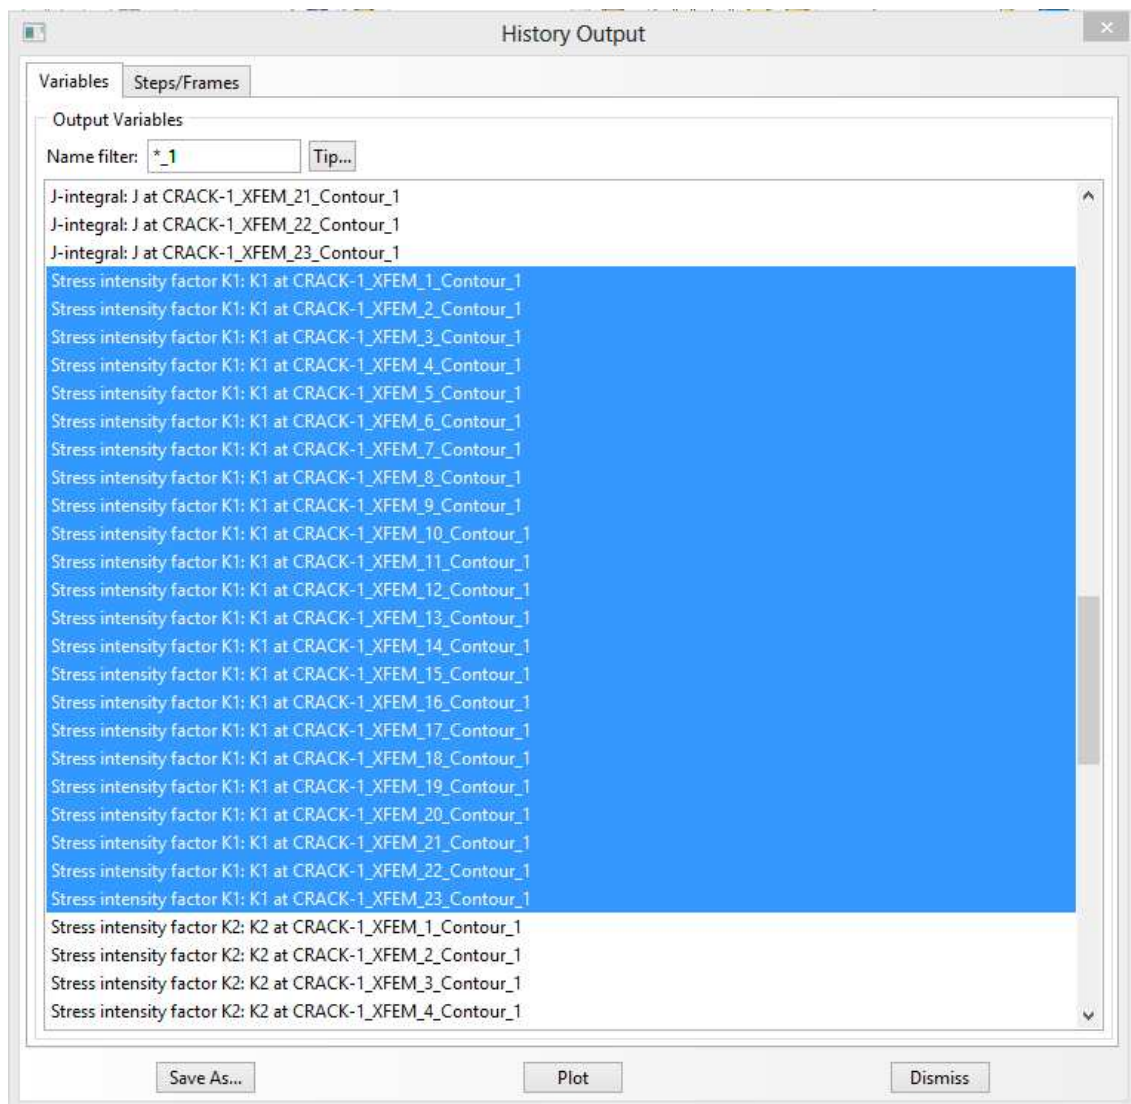 History Output
Variables
Steps/Frames
Output Variables
Name filter: *_1 Tip...
J-integral: J at CRACK-1_XFEM_21_Contour_1
J-integral: J at CRACK-1_XFEM_22_Contour_1
J-integral: J at CRACK-1_XFEM_23_Contour_1
Stress intensity factor K1: K1 at CRACK-1_XFEM_1_Contour_1
Stress intensity factor K1: K1 at CRACK-1_XFEM_2_Contour_1
Stress intensity factor K1: K1 at CRACK-1_XFEM_3_Contour_1
Stress intensity factor K1: K1 at CRACK-1_XFEM_4_Contour_1
Stress intensity factor K1: K1 at CRACK-1_XFEM_5_Contour_1
Stress intensity factor K1: K1 at CRACK-1_XFEM_6_Contour_1
Stress intensity factor K1: K1 at CRACK-1_XFEM_7_Contour_1
Stress intensity factor K1: K1 at CRACK-1_XFEM_8_Contour_1
Stress intensity factor K1: K1 at CRACK-1_XFEM_9_Contour_1
Stress intensity factor K1: K1 at CRACK-1_XFEM_10_Contour_1
Stress intensity factor K1: K1 at CRACK-1_XFEM_11_Contour_1
Stress intensity factor K1: K1 at CRACK-1_XFEM_12_Contour_1
Stress intensity factor K1: K1 at CRACK-1_XFEM_13_Contour_1
Stress intensity factor K1: K1 at CRACK-1_XFEM_14_Contour_1
Stress intensity factor K1: K1 at CRACK-1_XFEM_15_Contour_1
Stress intensity factor K1: K1 at CRACK-1_XFEM_16_Contour_1
Stress intensity factor K1: K1 at CRACK-1_XFEM_17_Contour_1
Stress intensity factor K1: K1 at CRACK-1_XFEM_18_Contour_1
Stress intensity factor K1: K1 at CRACK-1_XFEM_19_Contour_1
Stress intensity factor K1: K1 at CRACK-1_XFEM_20_Contour_1
Stress intensity factor K1: K1 at CRACK-1_XFEM_21_Contour_1
Stress intensity factor K1: K1 at CRACK-1_XFEM_22_Contour_1
Stress intensity factor K1: K1 at CRACK-1_XFEM_23_Contour_1
Stress intensity factor K2: K2 at CRACK-1_XFEM_1_Contour_1
Stress intensity factor K2: K2 at CRACK-1_XFEM_2_Contour_1
Stress intensity factor K2: K2 at CRACK-1_XFEM_3_Contour_1
Stress intensity factor K2: K2 at CRACK-1_XFEM_4_Contour_1
Save As...
Plot
Dismiss